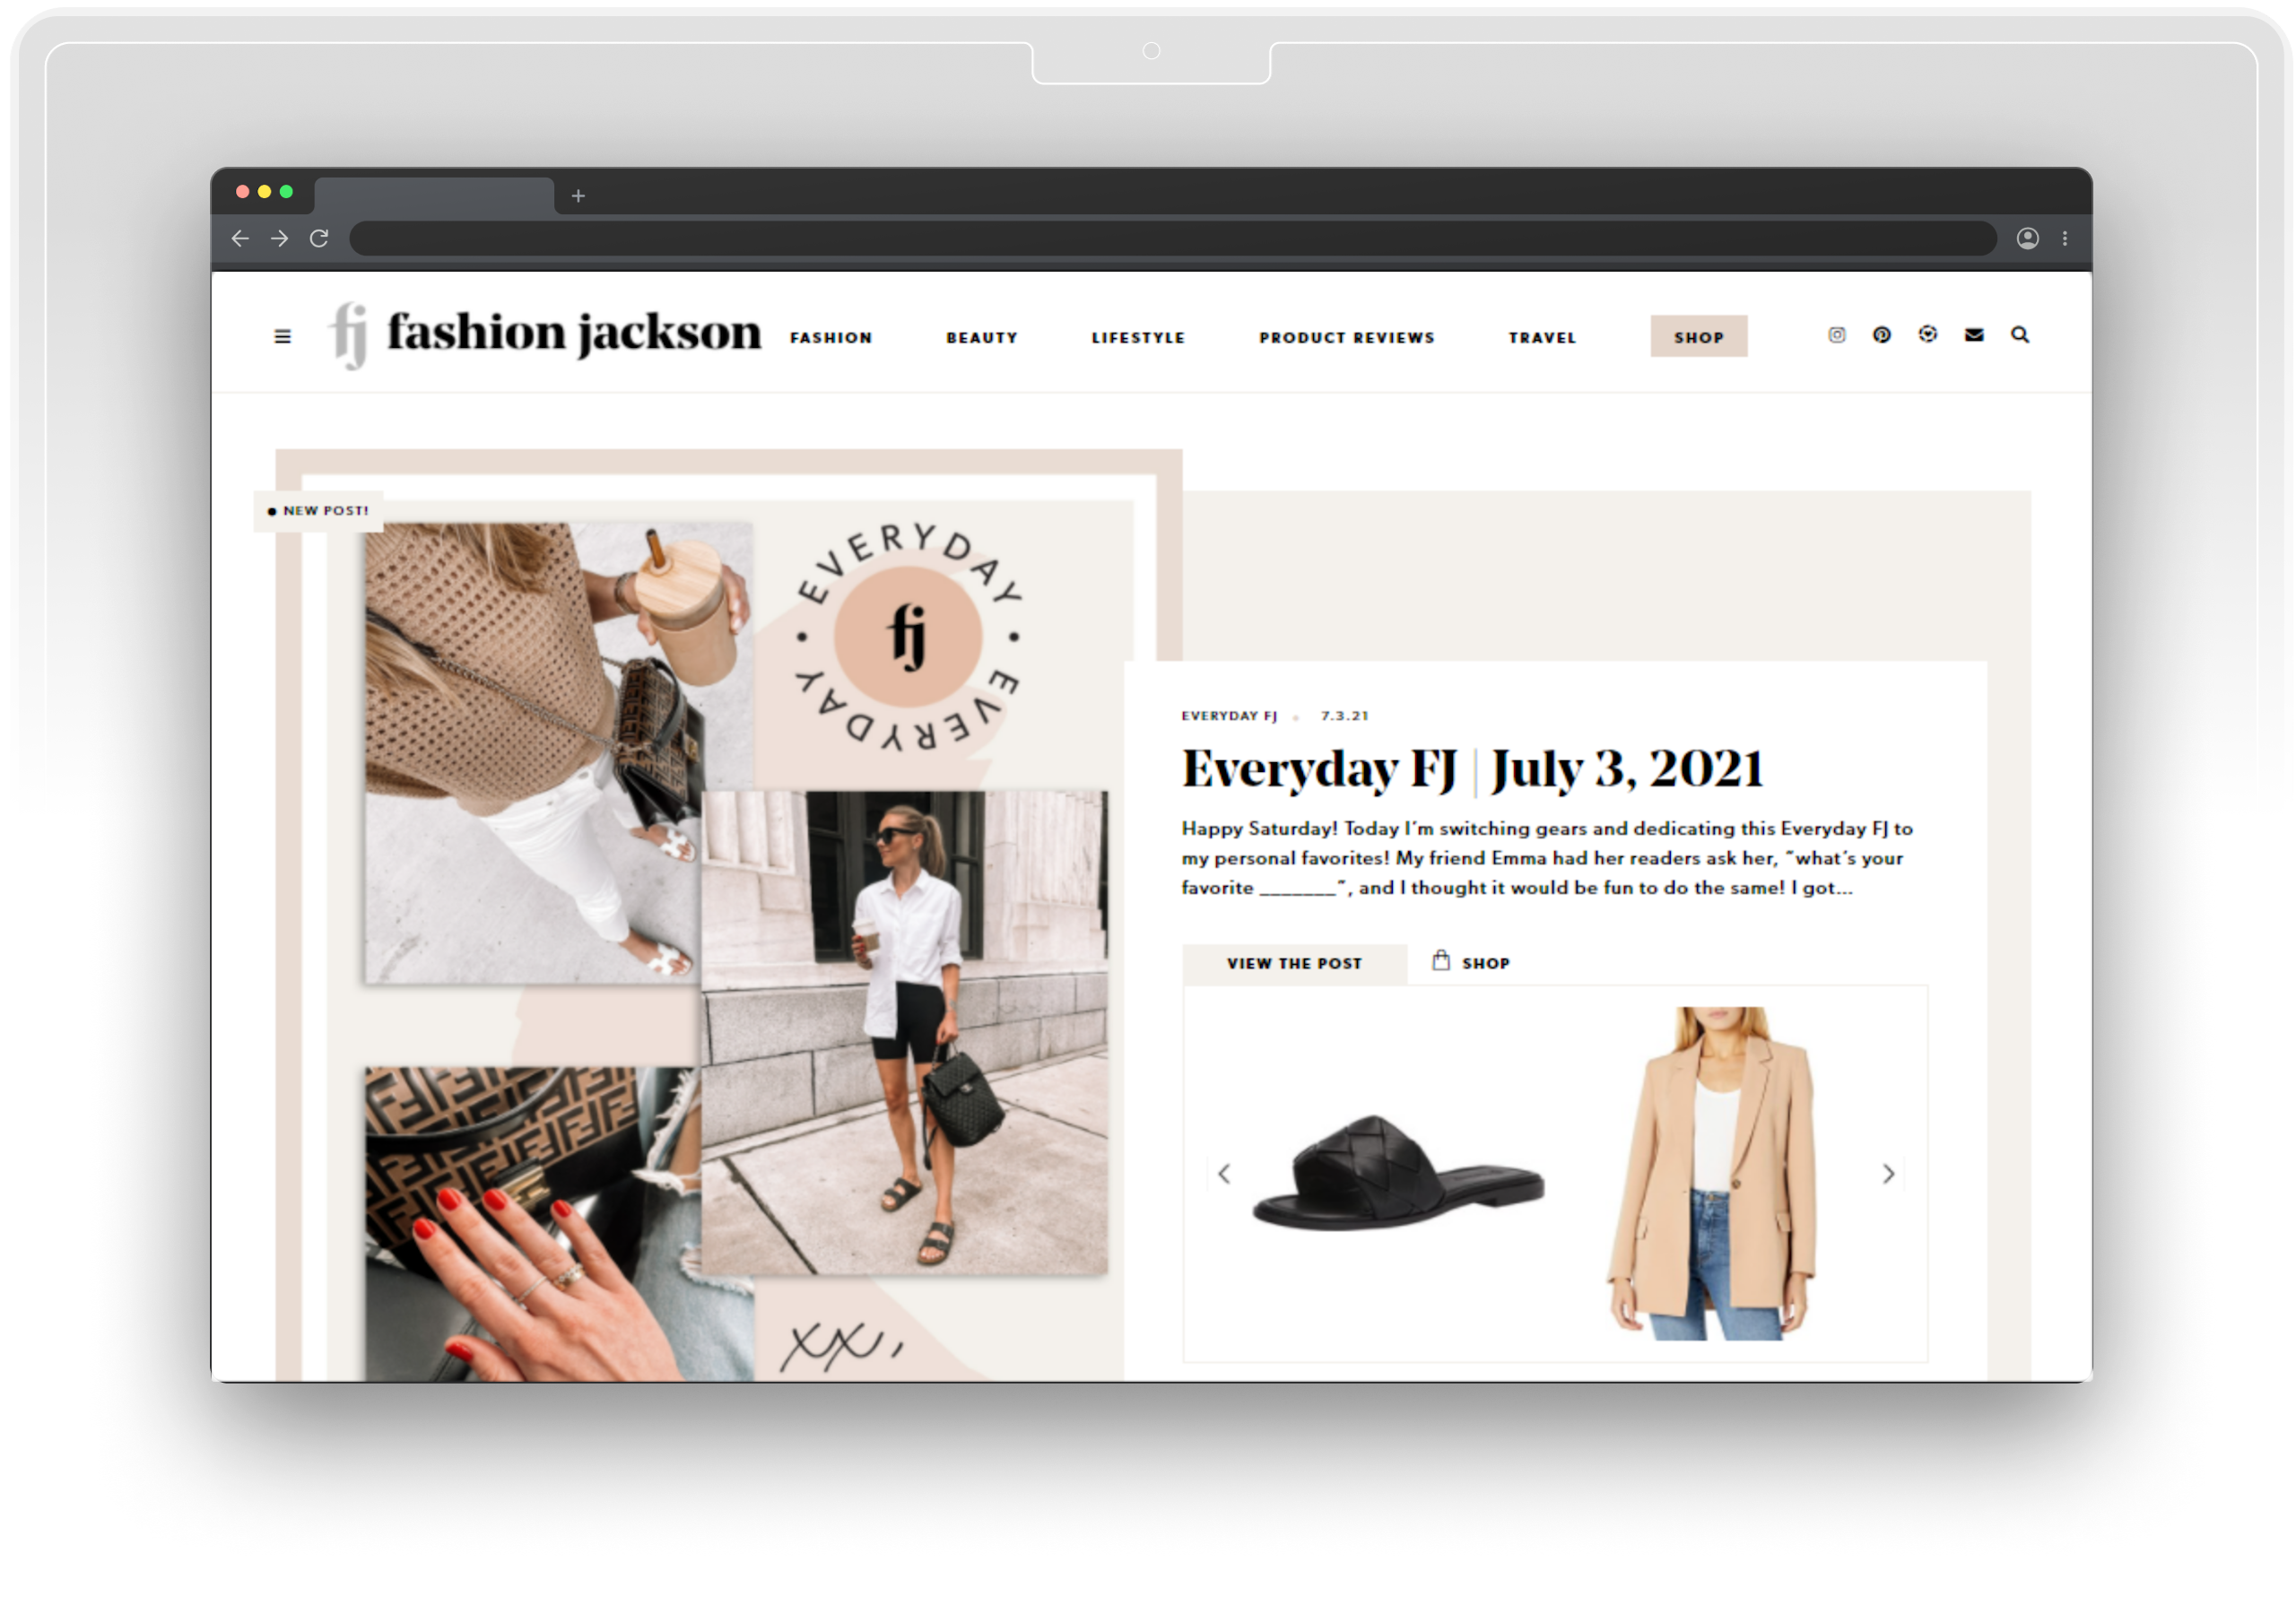 fj fashion jackson FASHION BEAUTY LIFESTYLE PRODUCT REVIEWS TRAVEL SHOP
NEW POST!
EVERYDAY • EVERYDAY •
fj
EVERYDAY FJ • 7.3.21
Everyday FJ | July 3, 2021
Happy Saturday! Today I'm switching gears and dedicating this Everyday FJ to
my personal favorites! My friend Emma had her readers ask her, "what's your
favorite _______", and I thought it would be fun to do the same! I got...
VIEW THE POST SHOP
xx,